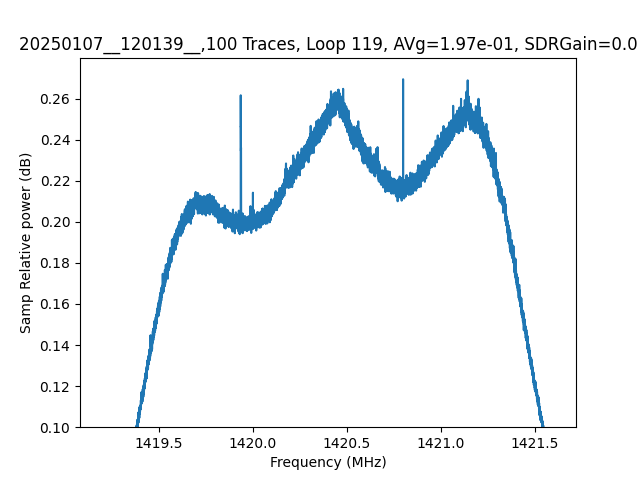 20250107__120139__,100 Traces, Loop 119, AVg=1.97e-01, SDRGain=0.0
0.26
0.24
0.22
0.20
0.18
0.16
0.14
0.12
0.10
Samp Relative power (dB)
1419.5 1420.0 1420.5 1421.0 1421.5
Frequency (MHz)